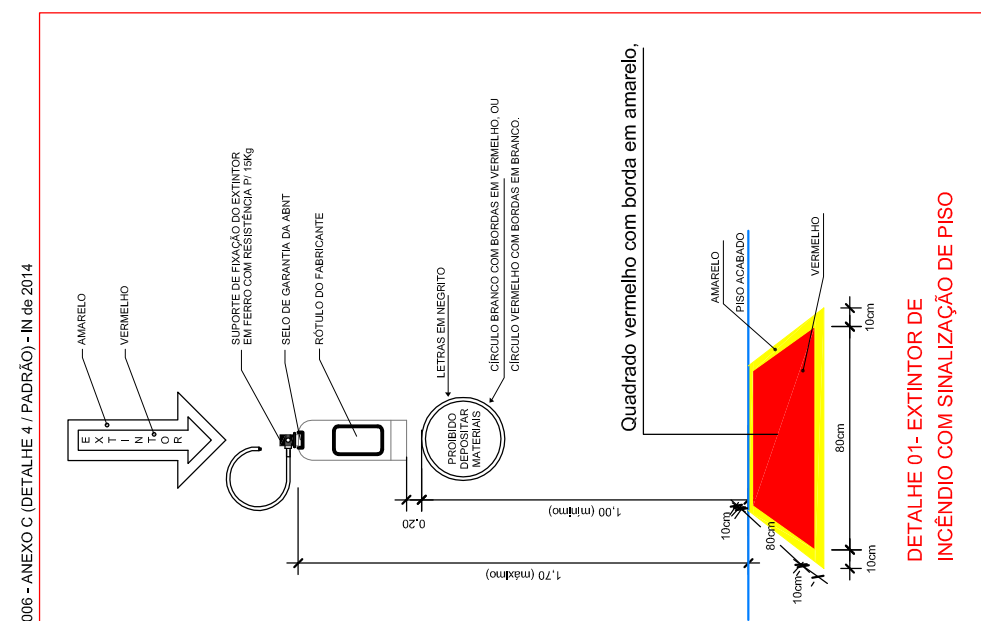 006 - ANEXO C (DETALHE 4 / PADRÃO) - IN de 2014
AMARELO
VERMELHO
EXTINTOR
SUPORTE DE FIXAÇÃO DO EXTINTOR
EM FERRO COM RESISTÊNCIA P/ 15Kg
SELO DE GARANTIA DA ABNT
RÓTULO DO FABRICANTE
LETRAS EM NEGRITO
CÍRCULO BRANCO COM BORDAS EM VERMELHO, OU
CÍRCULO VERMELHO COM BORDAS EM BRANCO.
PROIBIDO
DEPOSITAR
MATERIAIS
0,20
1,00 (mínimo)
1,70 (máximo)
Quadrado vermelho com borda em amarelo,
AMARELO
PISO ACABADO
VERMELHO
10cm
80cm
10cm
10cm
80cm
10cm
DETALHE 01- EXTINTOR DE
INCÊNDIO COM SINALIZAÇÃO DE PISO